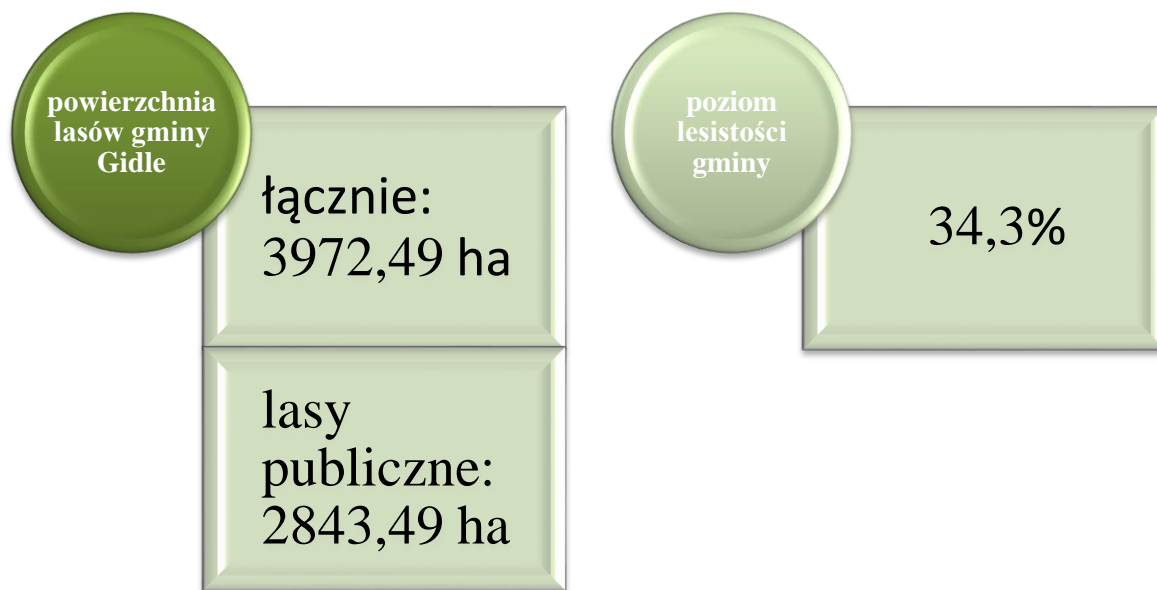 powierzchnia
lasów gminy
Gidle
łącznie:
3972,49 ha
lasy
publiczne:
2843,49 ha
poziom
lesistości
gminy
34,3%